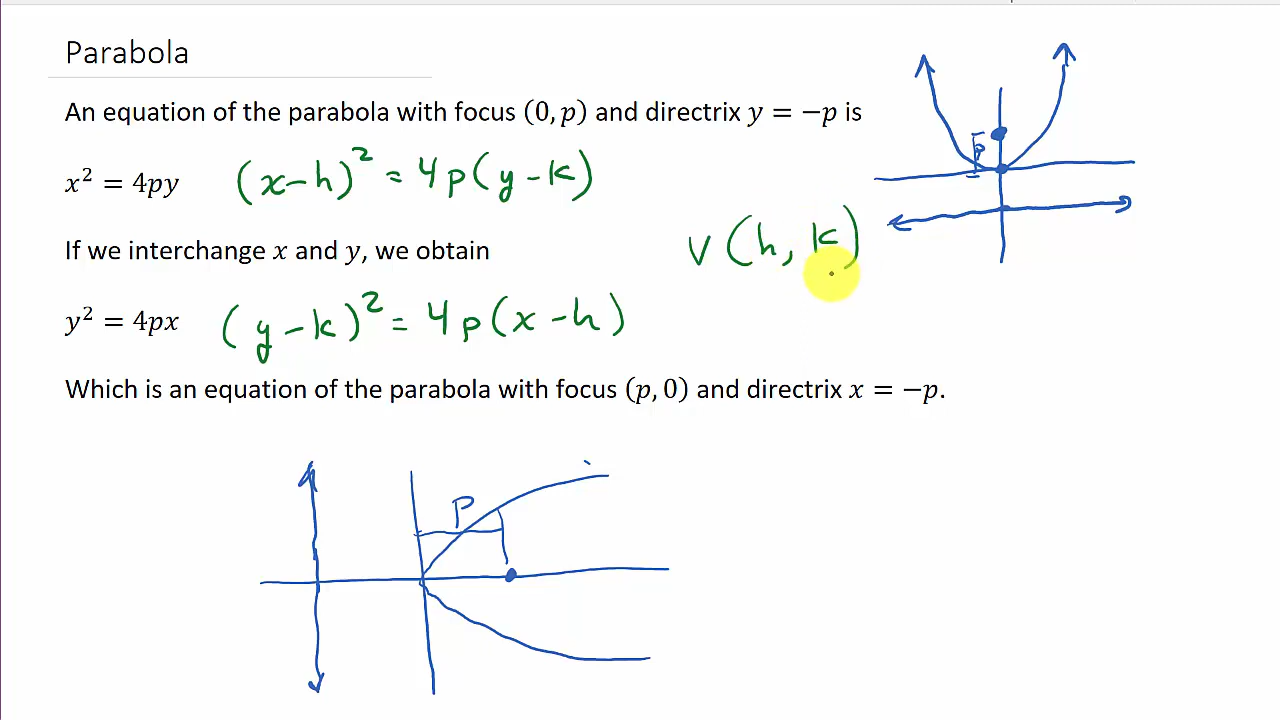 Parabola
An equation of the parabola with focus (0, p) and directrix y = −p is
x² = 4py (x-h)² = 4p(y-k)
p
V(h, k)
If we interchange x and y, we obtain
y² = 4px (y-k)² = 4p(x-h)
Which is an equation of the parabola with focus (p, 0) and directrix x = −p.
P